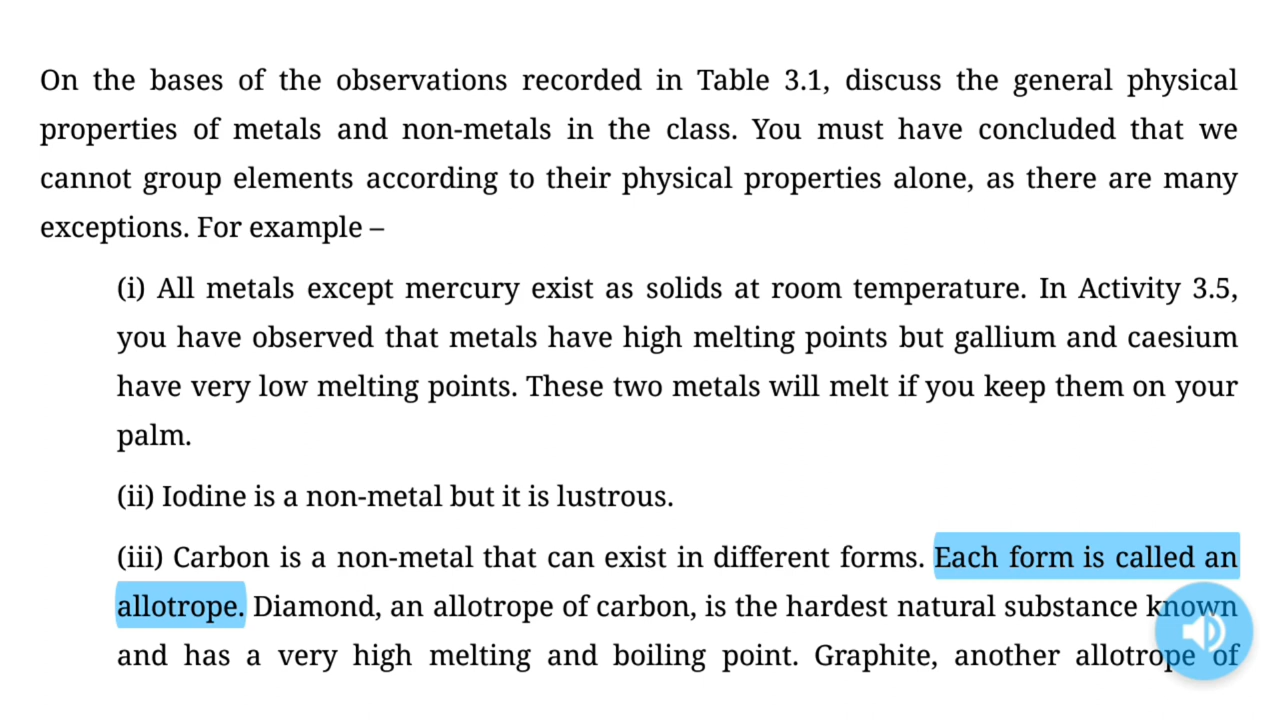 On the bases of the observations recorded in Table 3.1, discuss the general physical
properties of metals and non-metals in the class. You must have concluded that we
cannot group elements according to their physical properties alone, as there are many
exceptions. For example –
(i) All metals except mercury exist as solids at room temperature. In Activity 3.5,
you have observed that metals have high melting points but gallium and caesium
have very low melting points. These two metals will melt if you keep them on your
palm.
(ii) Iodine is a non-metal but it is lustrous.
(iii) Carbon is a non-metal that can exist in different forms. Each form is called an
allotrope. Diamond, an allotrope of carbon, is the hardest natural substance known
and has a very high melting and boiling point. Graphite, another allotrope of